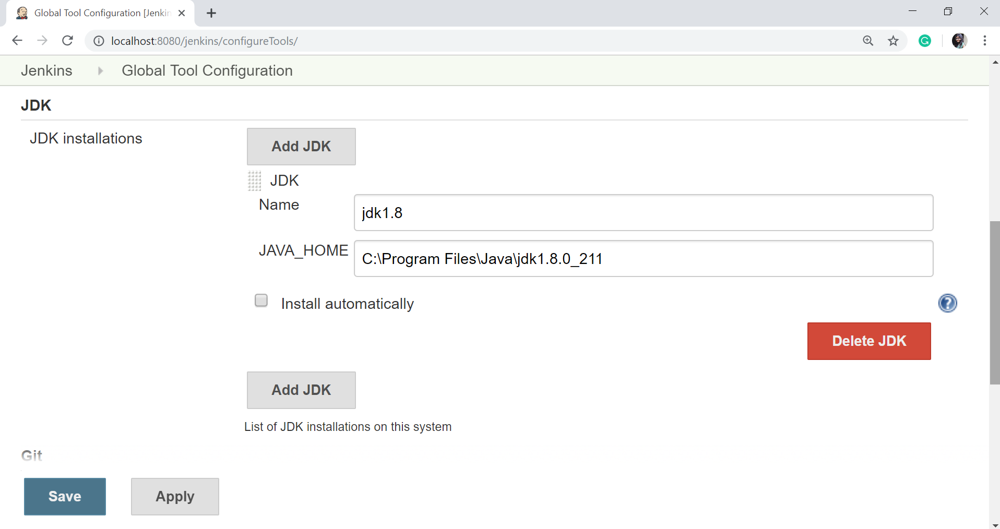 Global Tool Configuration [Jenkin
localhost:8080/jenkins/configureTools/
Jenkins Global Tool Configuration
JDK
JDK installations
Add JDK
JDK
Name
jdk1.8
JAVA_HOME
C:\Program Files\Java\jdk1.8.0_211
Install automatically
?
Delete JDK
Add JDK
List of JDK installations on this system
Git
Save Apply